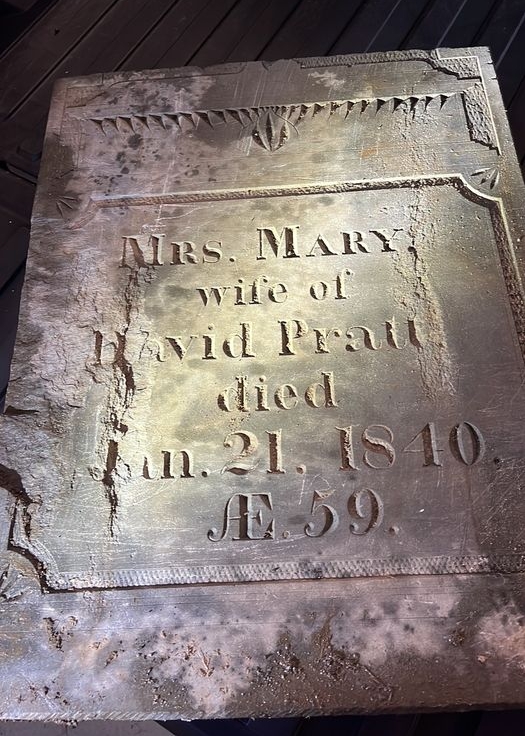 Mrs. Mary,
wife of
David Pratt
died
Jan. 21. 1840.
Æ. 59.